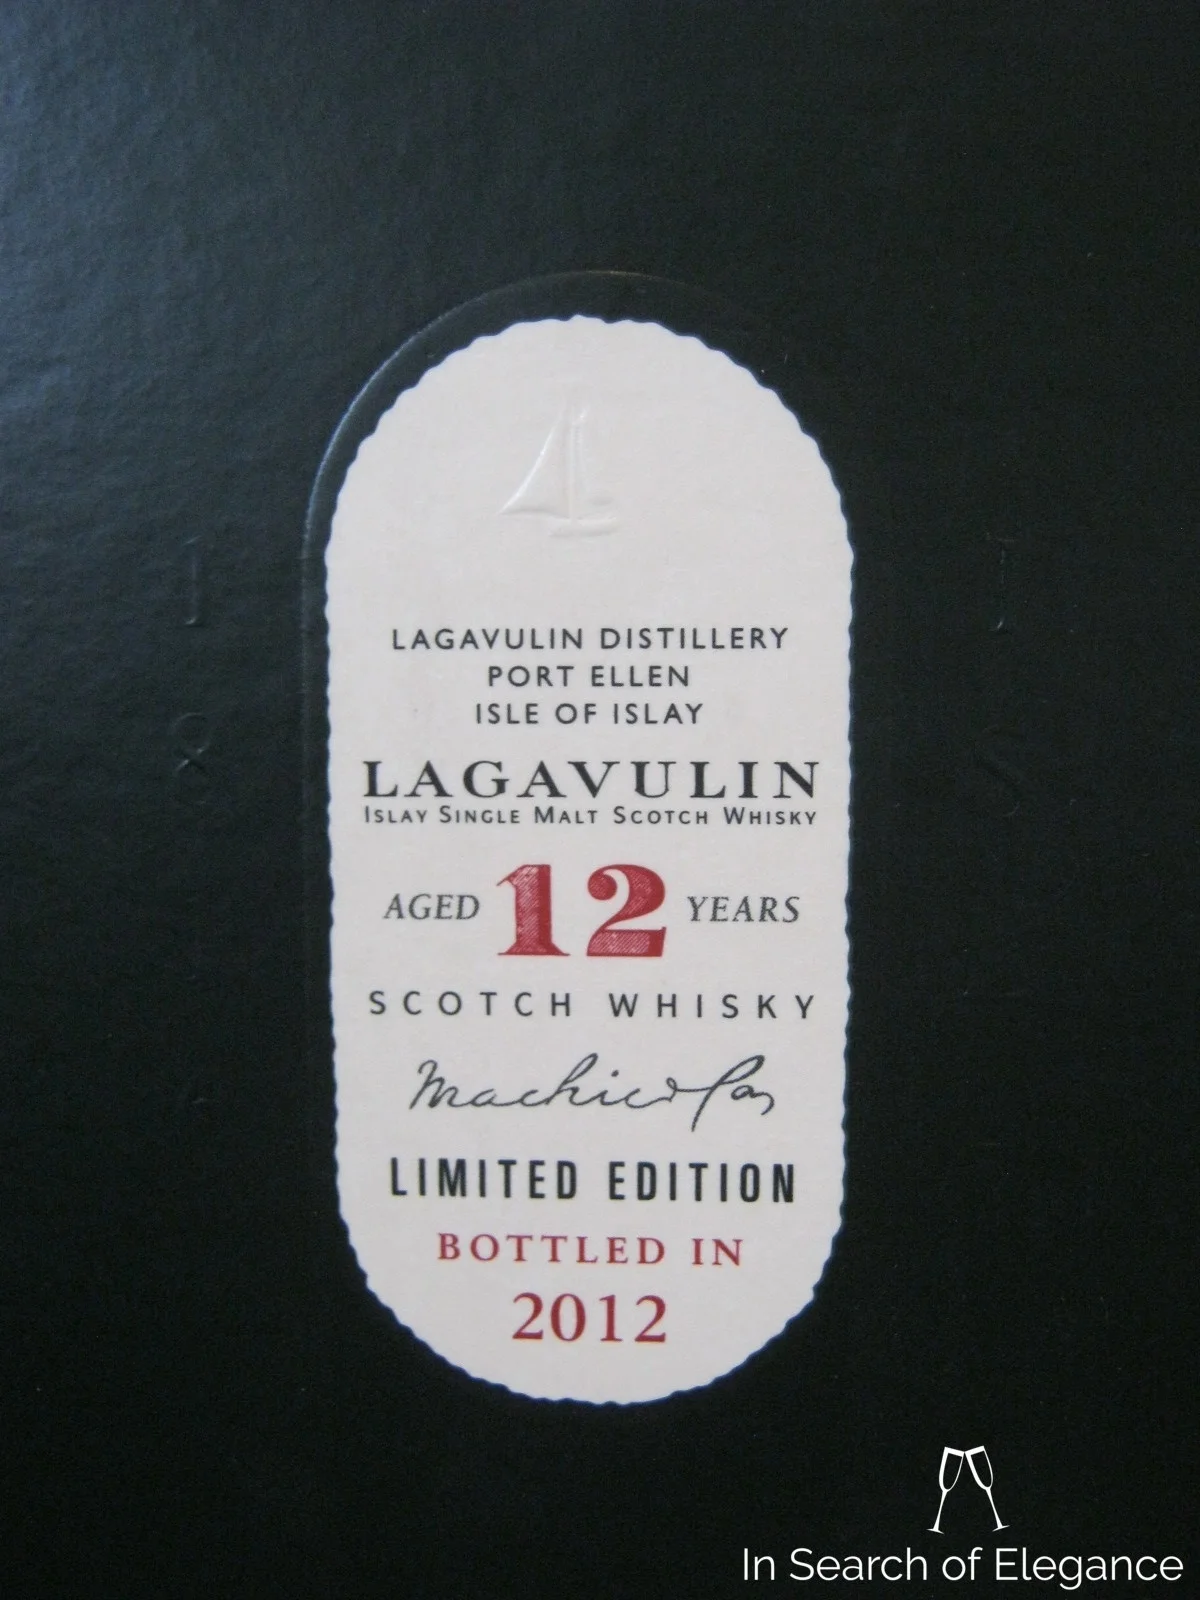 LAGAVULIN DISTILLERY
PORT ELLEN
ISLE OF ISLAY
LAGAVULIN
ISLAY SINGLE MALT SCOTCH WHISKY
AGED 12 YEARS
SCOTCH WHISKY
LIMITED EDITION
BOTTLED IN
2012
In Search of Elegance